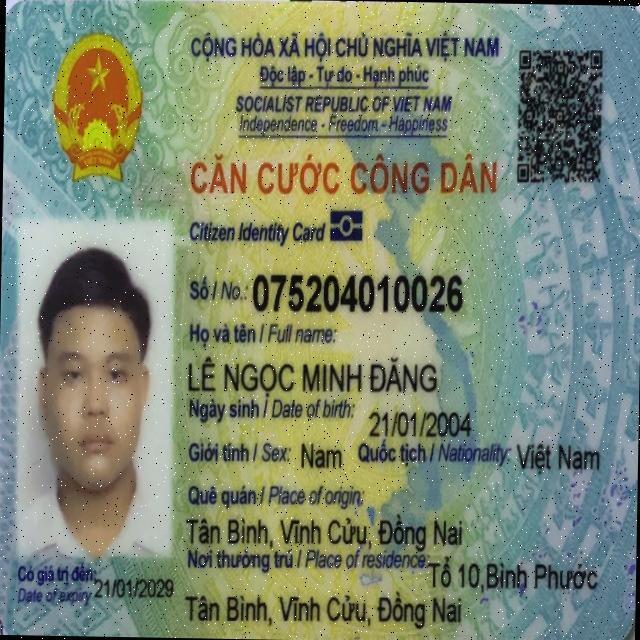 CỘNG HÒA XÃ HỘI CHỦ NGHĨA VIỆT NAM
Độc lập - Tự do - Hạnh phúc
SOCIALIST REPUBLIC OF VIET NAM
Independence - Freedom - Happiness
CĂN CƯỚC CÔNG DÂN
Citizen Identity Card
Số / No.: 075204010026
Họ và tên / Full name:
LÊ NGỌC MINH ĐĂNG
Ngày sinh / Date of birth: 21/01/2004
Giới tính / Sex: Nam Quốc tịch / Nationality: Việt Nam
Quê quán / Place of origin:
Tân Bình, Vĩnh Cửu, Đồng Nai
Nơi thường trú / Place of residence: Tổ 10,Bình Phước
Tân Bình, Vĩnh Cửu, Đồng Nai
Có giá trị đến: 21/01/2029
Date of expiry